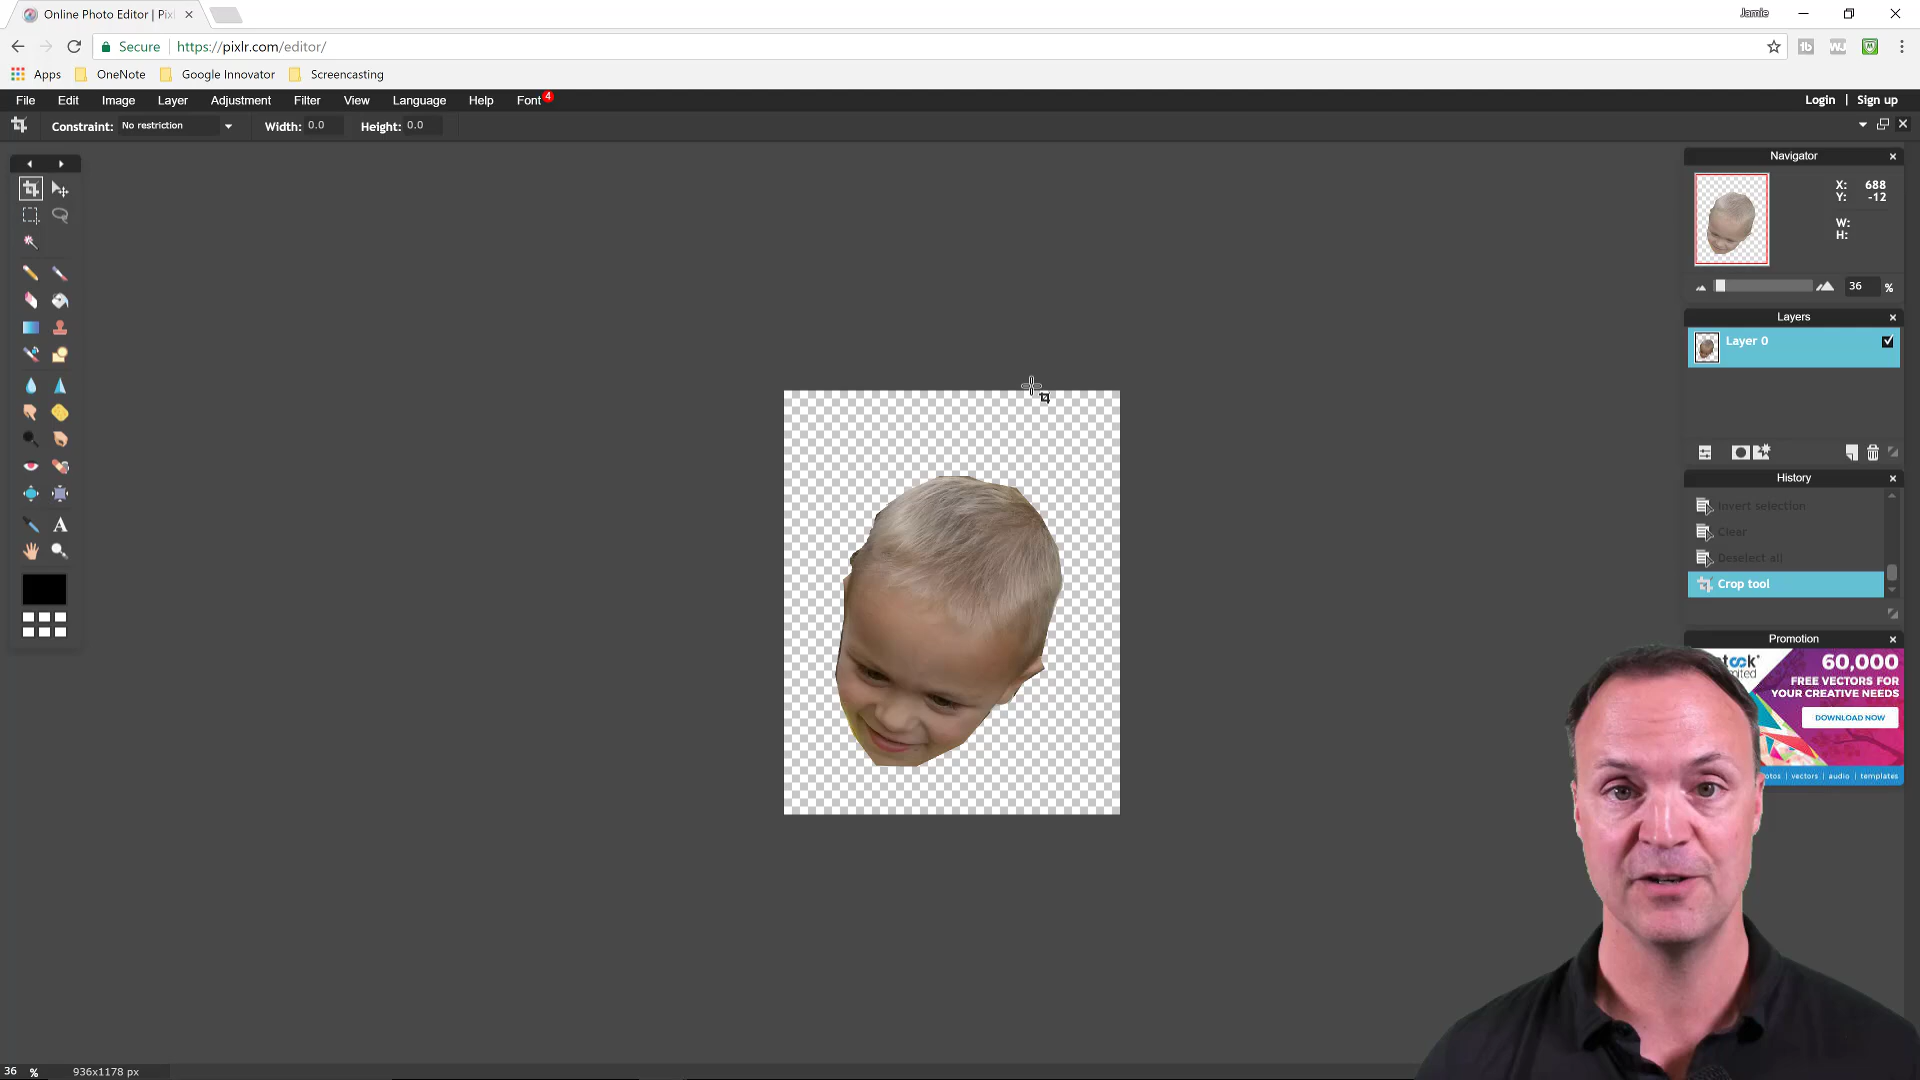 Online Photo Editor | Pix
Jamie
Secure
https://pixlr.com/editor/
Apps
OneNote
Google Innovator
Screencasting
File
Edit
Image
Layer
Adjustment
Filter
View
Language
Help
Font
4
Login | Sign up
Constraint: No restriction
Width: 0.0
Height: 0.0
Navigator
X: 688
Y: -12
W:
H:
36 %
Layers
Layer 0
History
Invert selection
Clear
Deselect all
Crop tool
Promotion
60,000
FREE VECTORS FOR
YOUR CREATIVE NEEDS
DOWNLOAD NOW
| vectors | audio | templates
A
36 %
936x1178 px